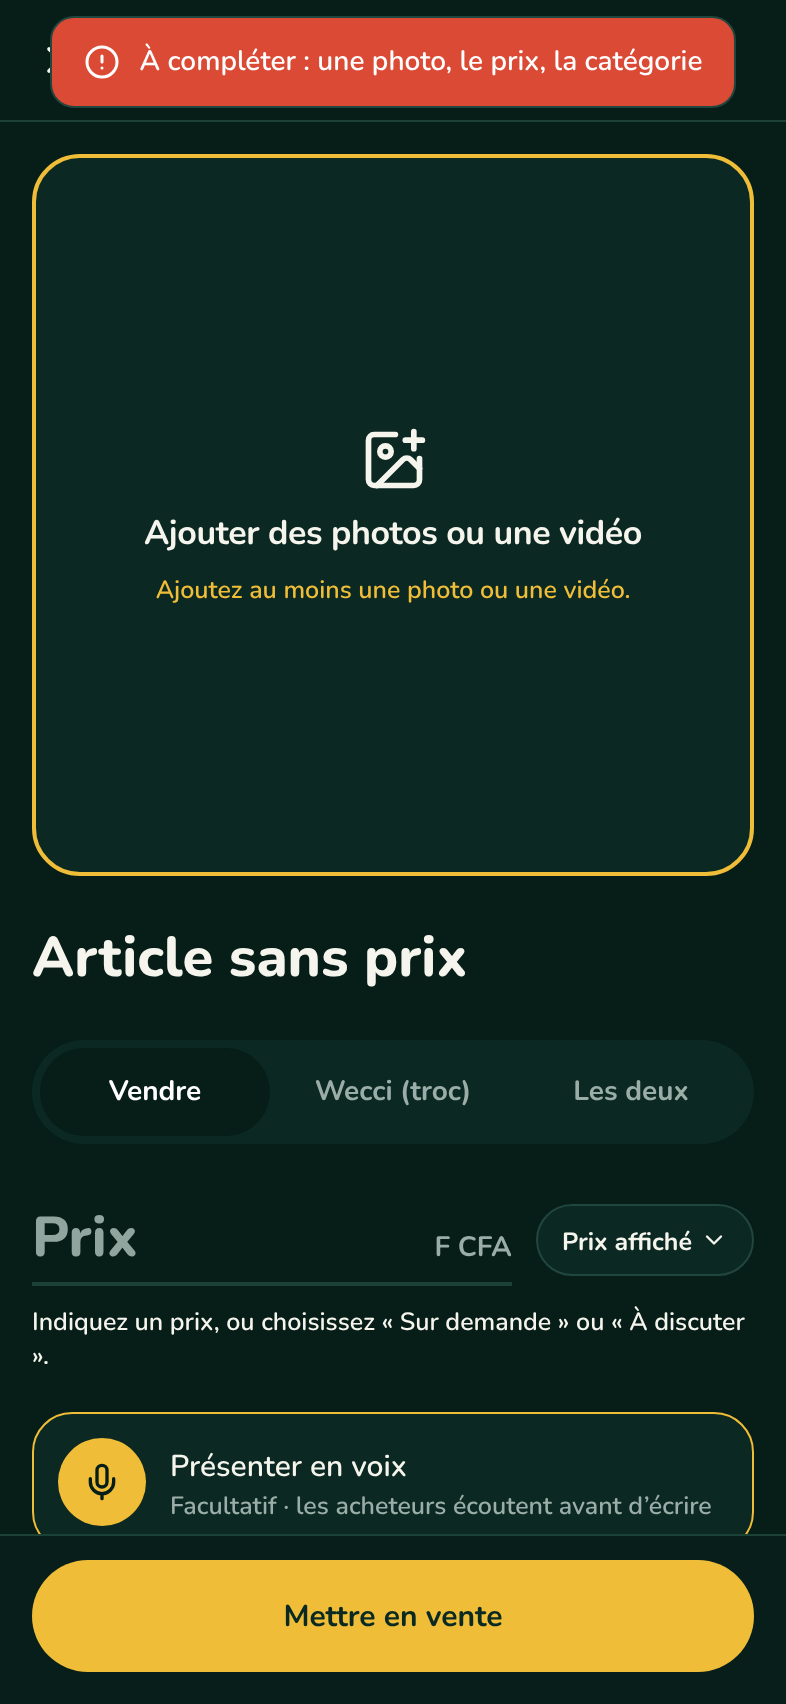 À compléter : une photo, le prix, la catégorie
Ajouter des photos ou une vidéo
Ajoutez au moins une photo ou une vidéo.
Article sans prix
Vendre
Wecci (troc)
Les deux
Prix
F CFA
Prix affiché
Indiquez un prix, ou choisissez « Sur demande » ou « À discuter
».
Présenter en voix
Facultatif · les acheteurs écoutent avant d’écrire
Mettre en vente